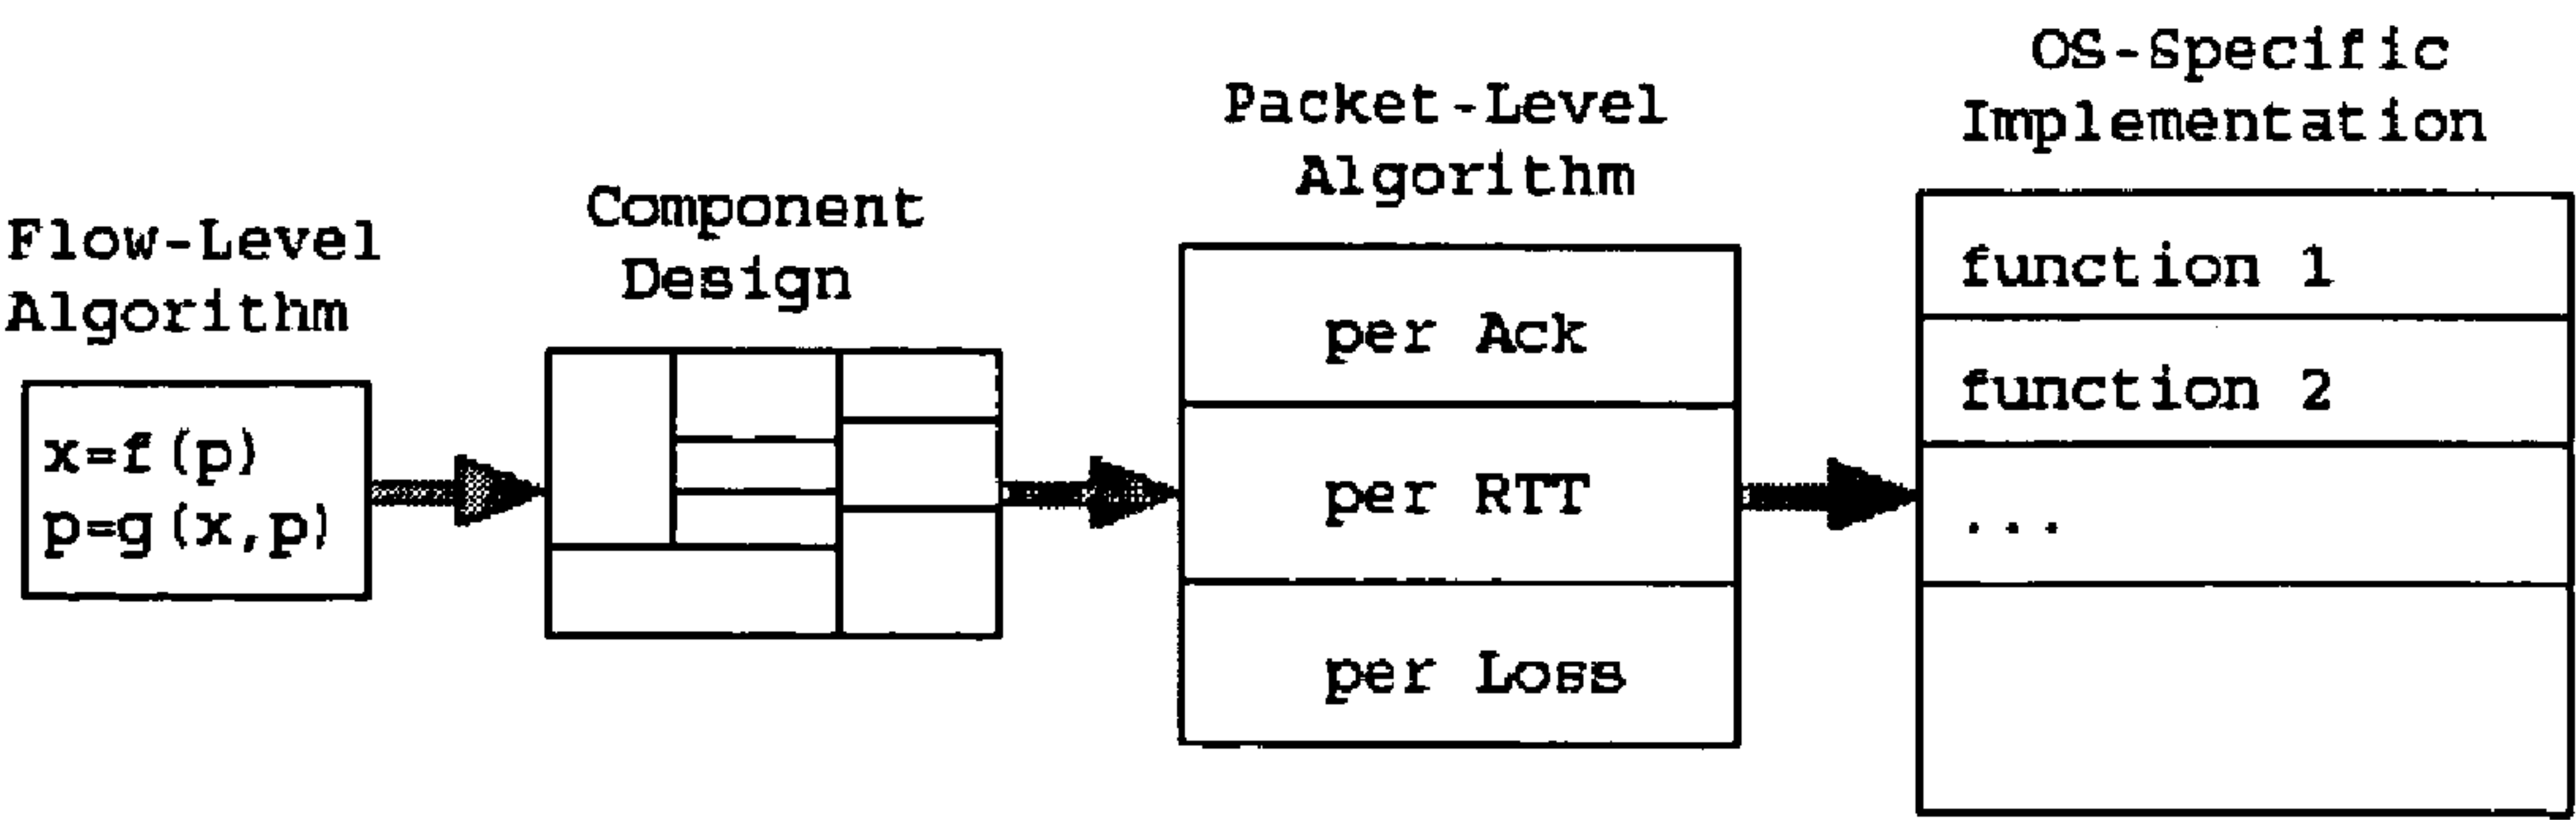 Flow-Level
Algorithm
x=f(p)
p=g(x,p)
Component
Design
Packet-Level
Algorithm
per Ack
per RTT
per Loss
OS-Specific
Implementation
function 1
function 2
...